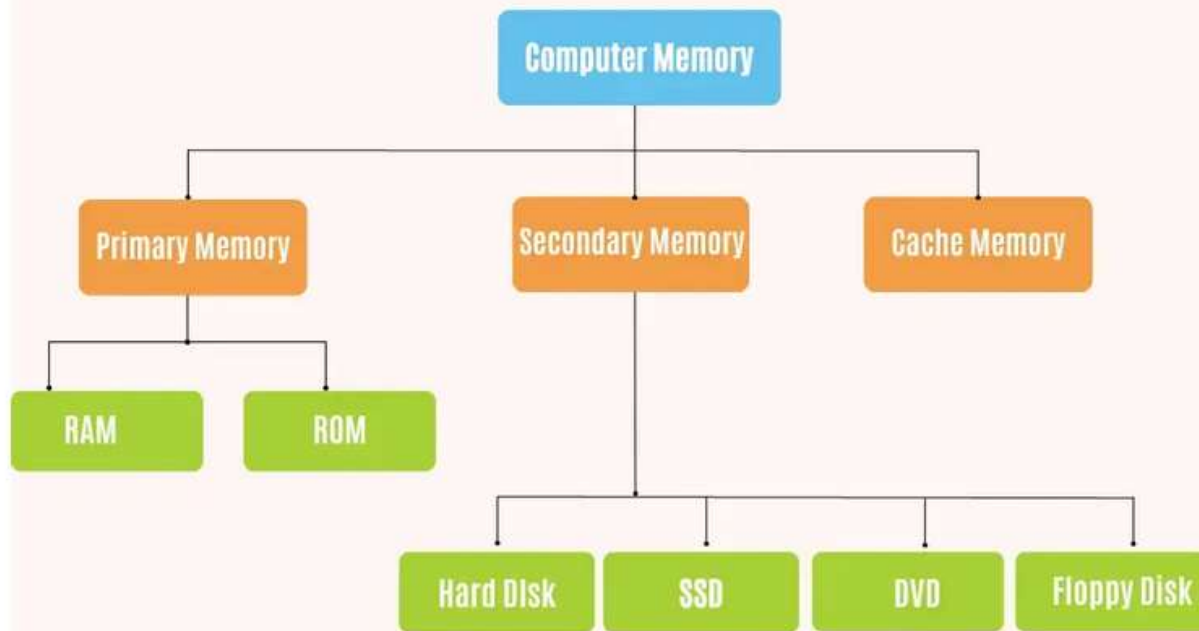 Computer Memory
Primary Memory
Secondary Memory
Cache Memory
RAM
ROM
Hard DIsk
SSD
DVD
Floppy Disk